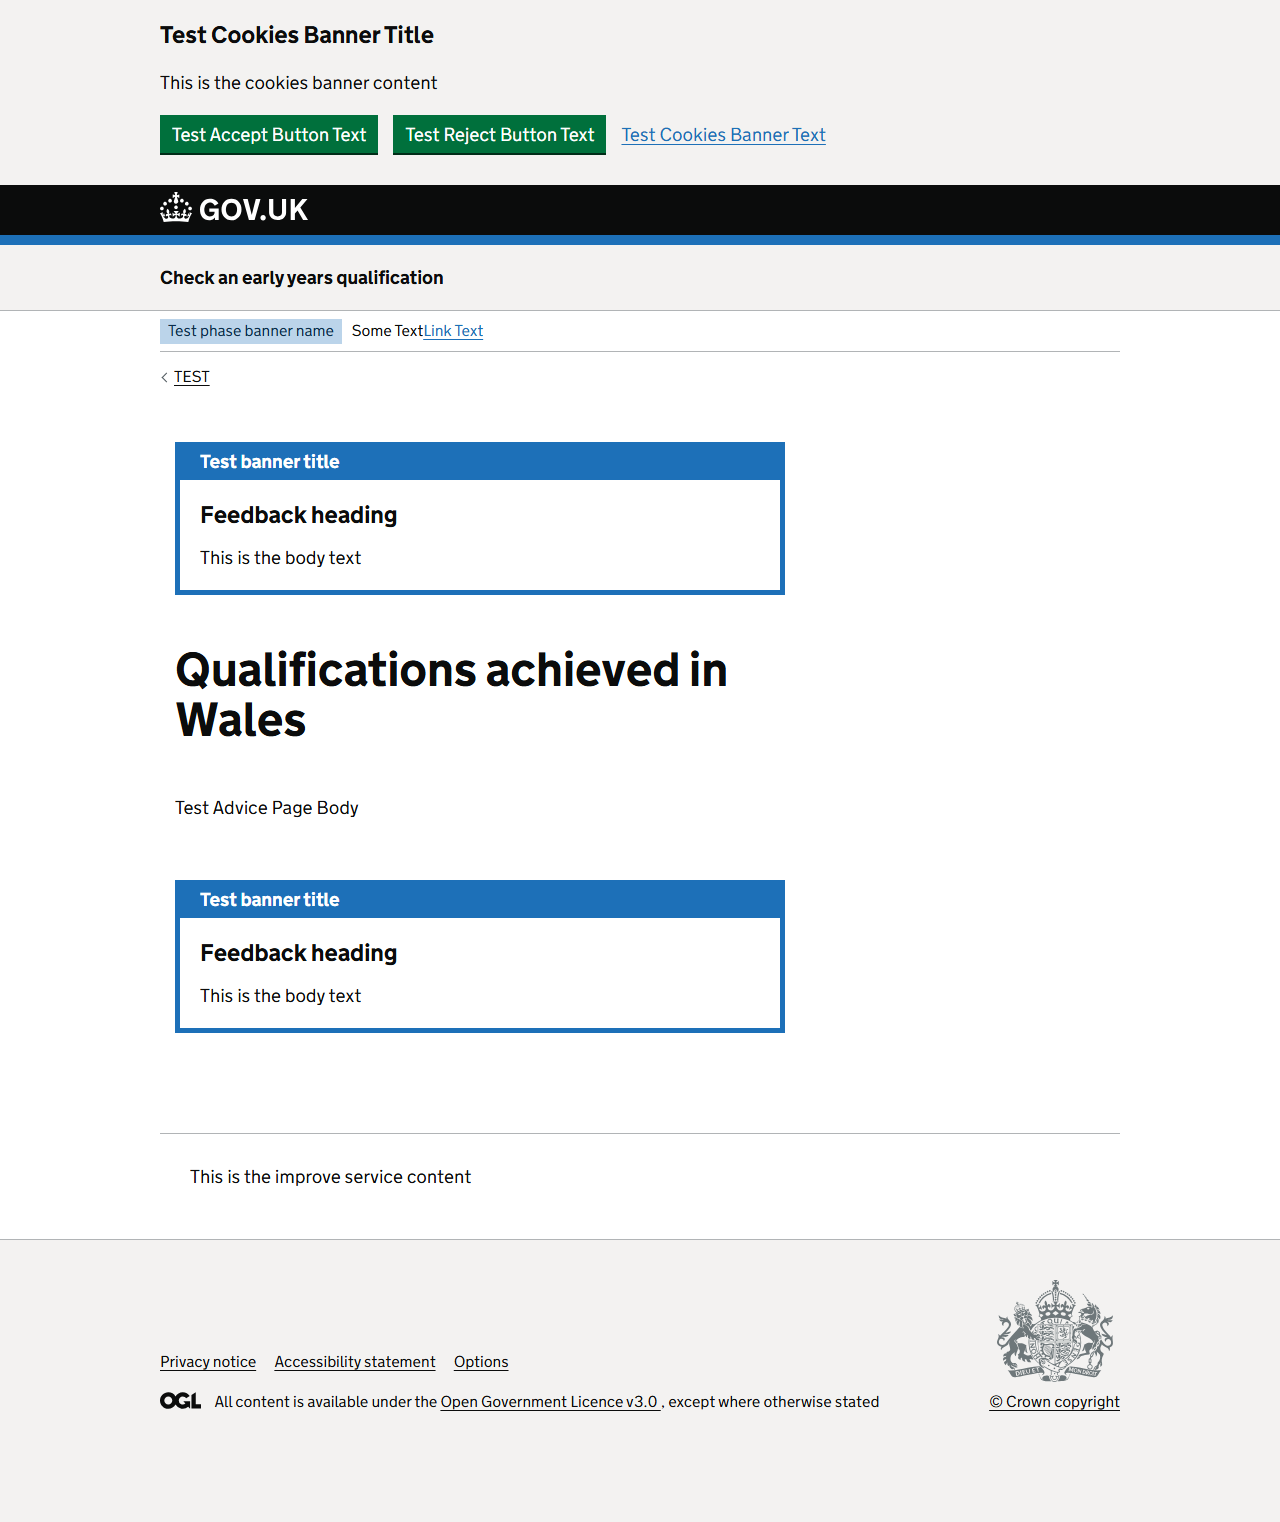 Test Cookies Banner Title
This is the cookies banner content
Test Accept Button Text Test Reject Button Text Test Cookies Banner Text
GOV.UK
Check an early years qualification
Test phase banner name Some TextLink Text
TEST
Test banner title
Feedback heading
This is the body text
Qualifications achieved in
Wales
Test Advice Page Body
Test banner title
Feedback heading
This is the body text
This is the improve service content
Privacy notice Accessibility statement Options
OGL All content is available under the Open Government Licence v3.0 , except where otherwise stated
© Crown copyright